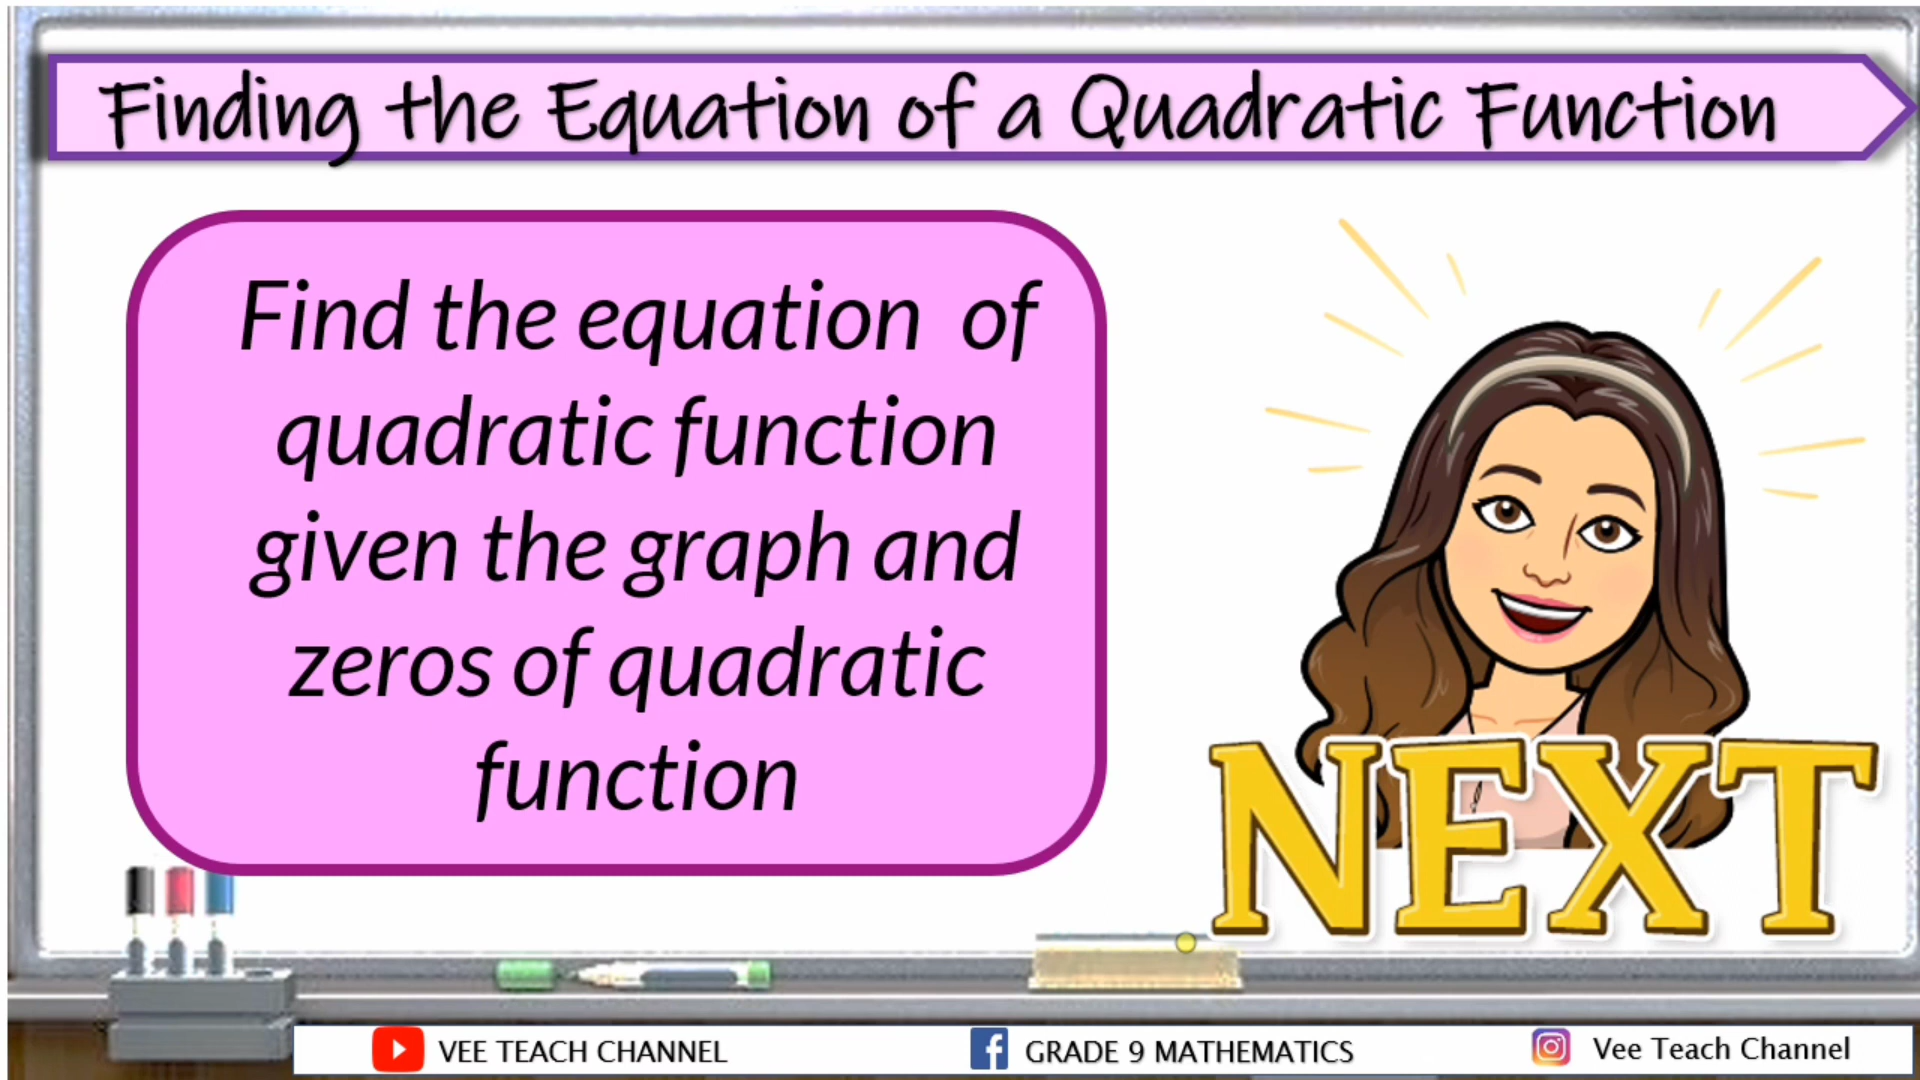 Finding the Equation of a Quadratic Function
Find the equation of
quadratic function
given the graph and
zeros of quadratic
function
NEXT
VEE TEACH CHANNEL
GRADE 9 MATHEMATICS
Vee Teach Channel